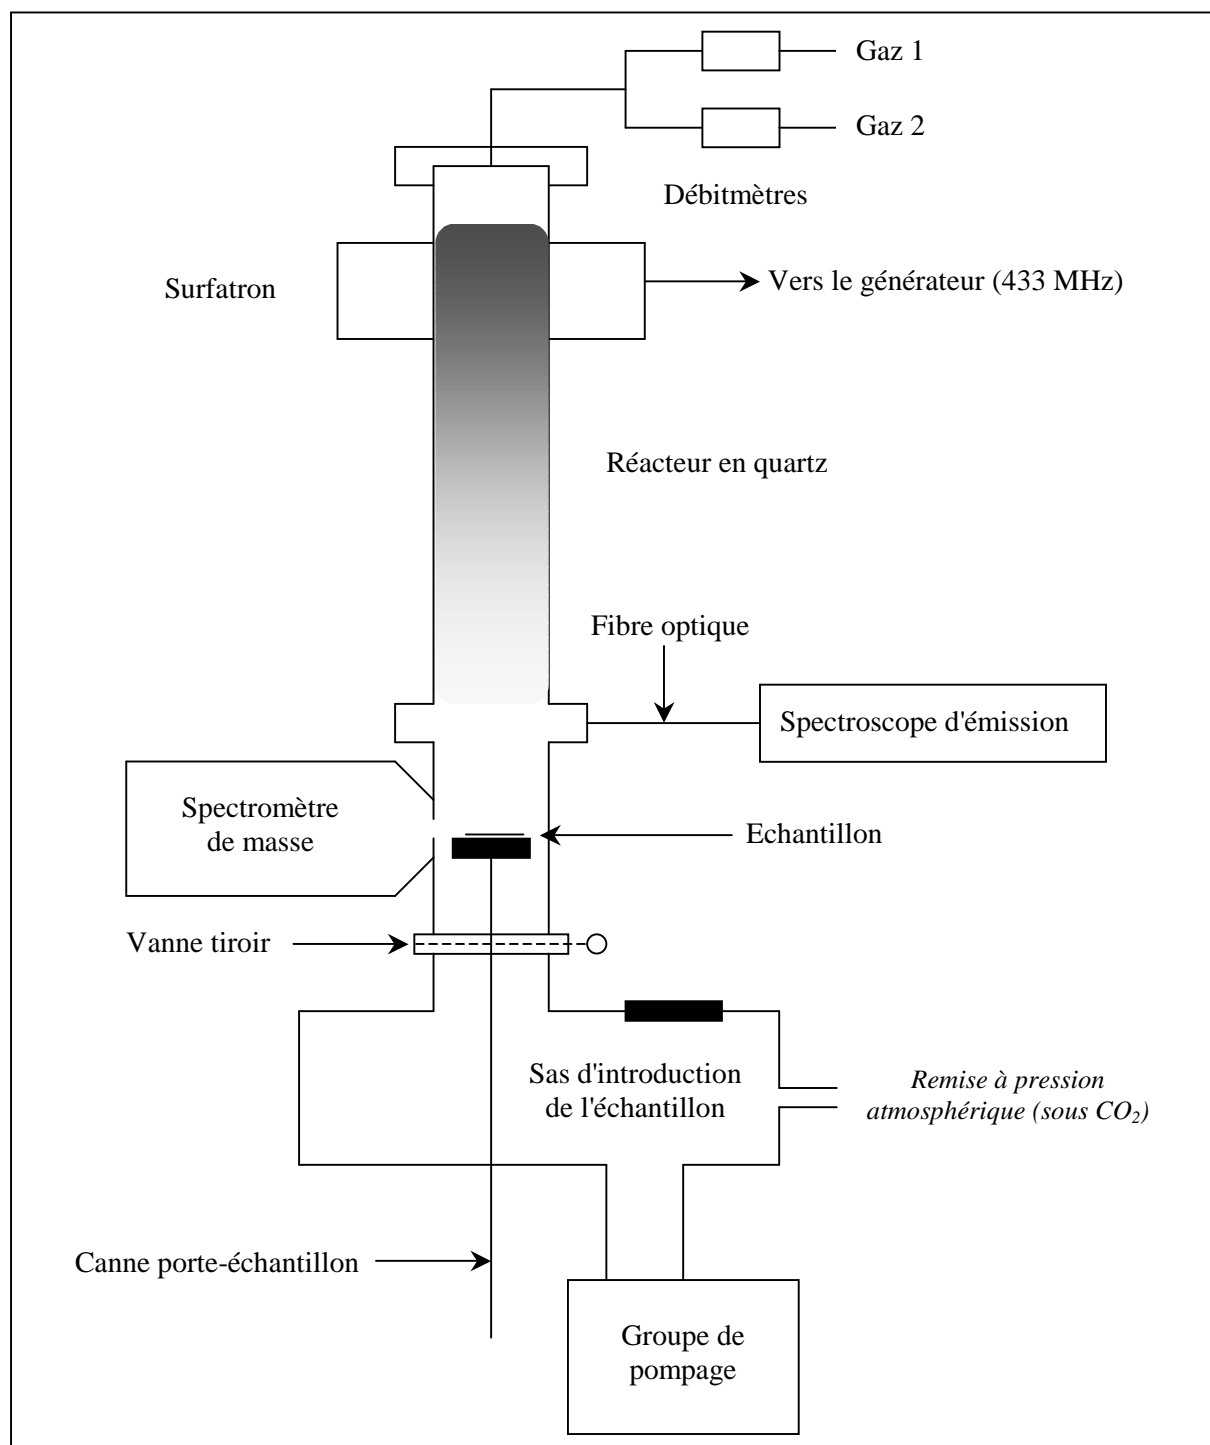 Gaz 1
Gaz 2
Débitmètres
Surfatron
Vers le générateur (433 MHz)
Réacteur en quartz
Fibre optique
Spectroscope d'émission
Spectromètre
de masse
Echantillon
Vanne tiroir
Sas d'introduction
de l'échantillon
Remise à pression
atmosphérique (sous CO₂)
Canne porte-échantillon
Groupe de
pompage